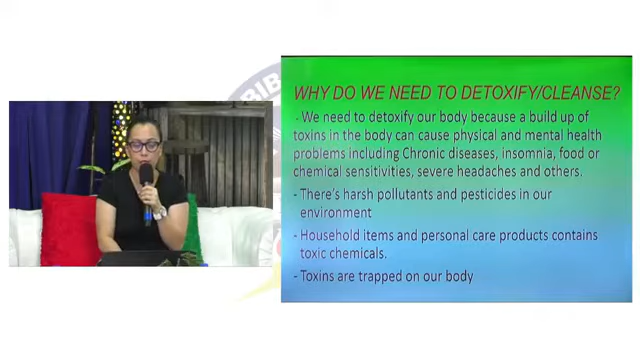 BIB
WHY DO WE NEED TO DETOXIFY/CLEANSE?
- We need to detoxify our body because a build up of
toxins in the body can cause physical and mental health
problems including Chronic diseases, insomnia, food or
chemical sensitivities, severe headaches and others.
- There's harsh pollutants and pesticides in our
environment
- Household items and personal care products contains
toxic chemicals.
- Toxins are trapped on our body